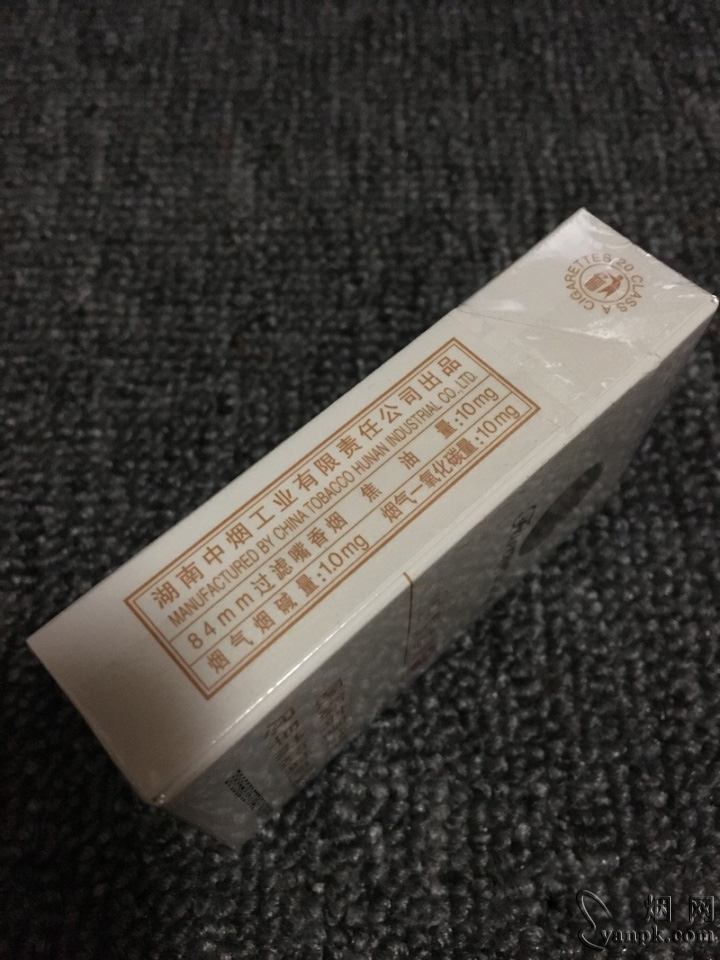 CIGARETTES 20 CLASS A
湖南中烟工业有限责任公司出品
MANUFACTURED BY CHINA TOBACCO HUNAN INDUSTRIAL CO.,LTD.
84mm过滤嘴香烟 焦油量:10mg
烟气烟碱量:1.0mg 烟气一氧化碳量:10mg
烟网
yanpk.com